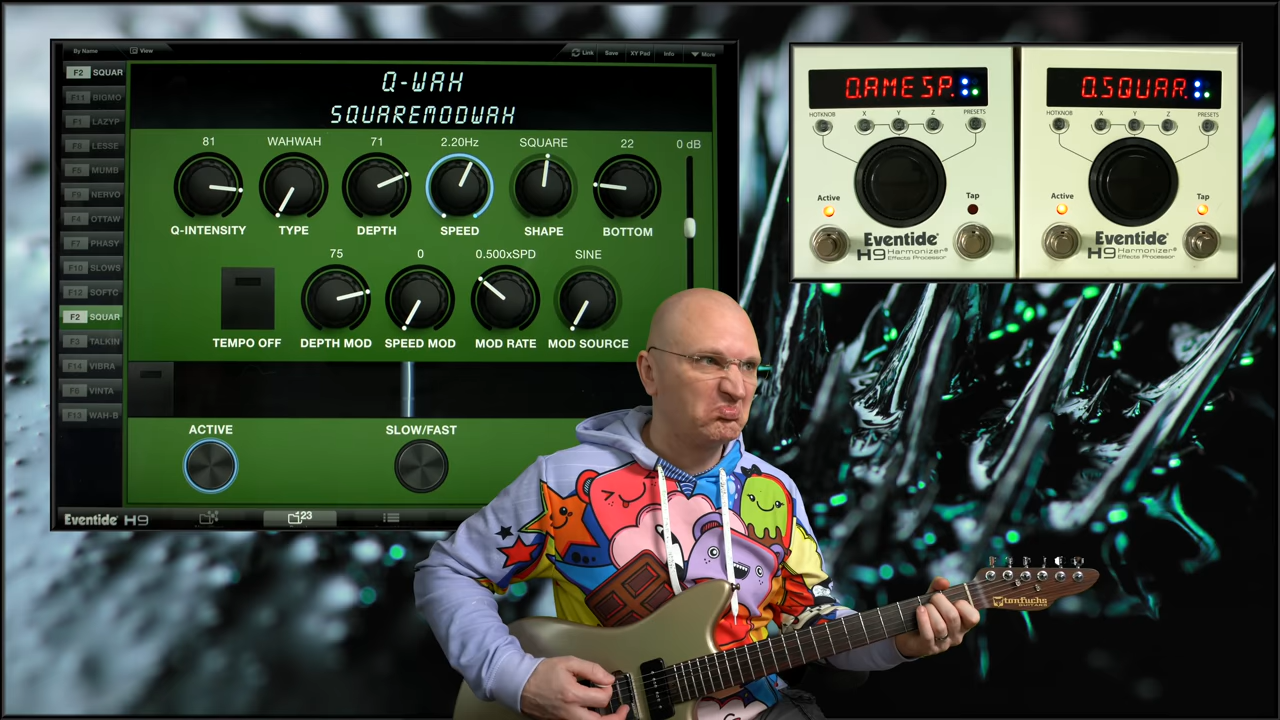 By Name View Link Save XY Pad Info More
Q-WAH
SQUAREMODWAH
F2 SQUAR
F11 BIGMO
F1 LAZYP
F8 LESSE
F5 MUMB
F9 NERVO
F4 OTTAW
F7 PHASY
F10 SLOWS
F12 SOFTC
F2 SQUAR
F3 TALKIN
F14 VIBRA
F6 VINTA
F13 WAH-B
81 WAHWAH 71 2.20Hz SQUARE 22 0 dB
Q-INTENSITY TYPE DEPTH SPEED SHAPE BOTTOM
75 0 0.500xSPD SINE
TEMPO OFF DEPTH MOD SPEED MOD MOD RATE MOD SOURCE
ACTIVE SLOW/FAST
Eventide H9 123
Q.AMESP.
HOTKNOB X Y Z PRESETS
Active Tap
Eventide
H9 Harmonizer
Effects Processor
Q.SQUAR.
HOTKNOB X Y Z PRESETS
Active Tap
Eventide
H9 Harmonizer
Effects Processor
tonfuchs
GUITARS